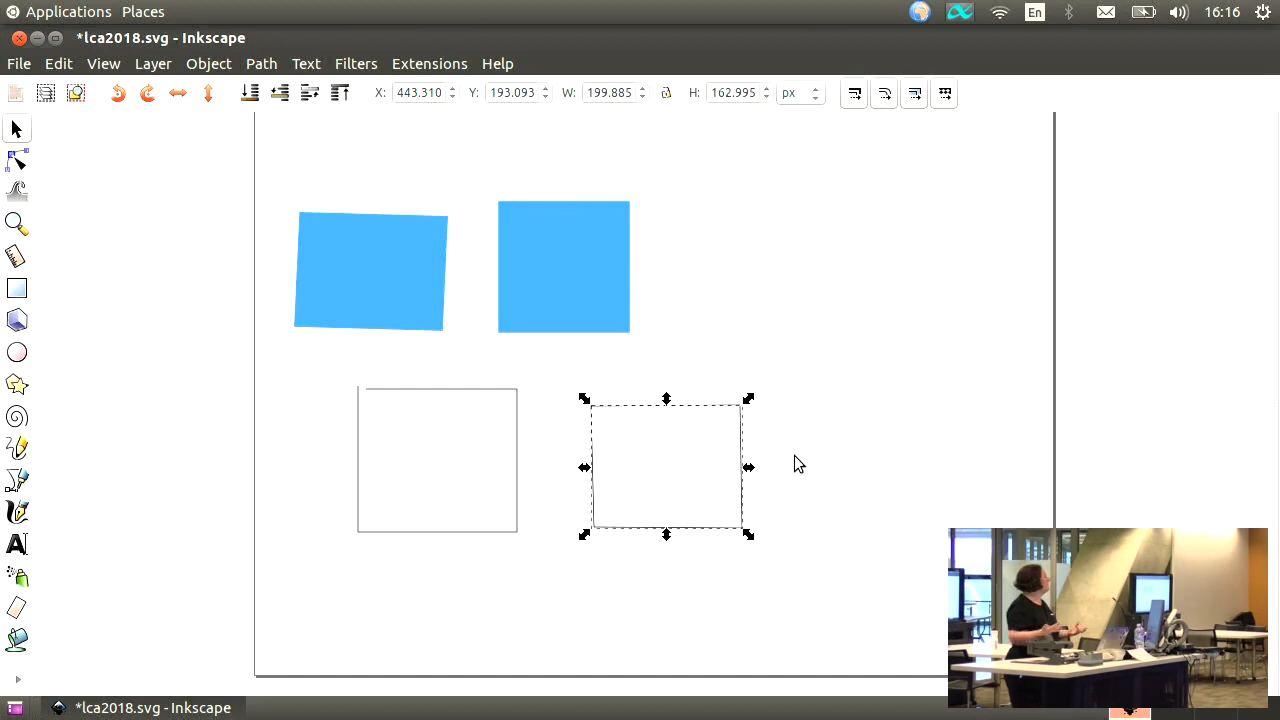 Applications Places En 16:16
*lca2018.svg - Inkscape
File Edit View Layer Object Path Text Filters Extensions Help
X: 443.310 Y: 193.093 W: 199.885 H: 162.995 px
*lca2018.svg - Inkscape